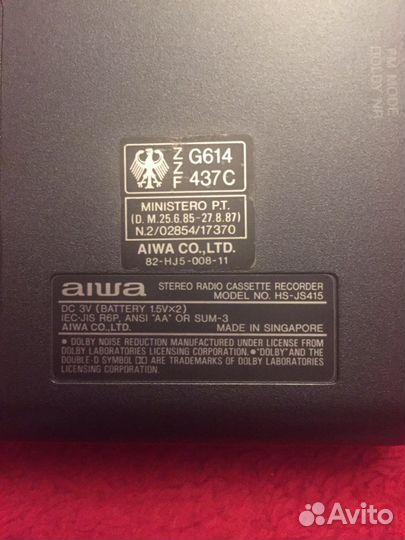 FM MODE
DOLBY NR
ZZF G614
437C
MINISTERO P.T.
(D. M.25.6.85-27.8.87)
N.2/02854/17370
AIWA CO.,LTD.
82-HJ5-008-11
aiwa STEREO RADIO CASSETTE RECORDER
MODEL NO. HS-JS415
DC 3V (BATTERY 1.5V×2)
IEC-JIS R6P, ANSI "AA" OR SUM-3
AIWA CO.,LTD. MADE IN SINGAPORE
● DOLBY NOISE REDUCTION MANUFACTURED UNDER LICENSE FROM
DOLBY LABORATORIES LICENSING CORPORATION. ●"DOLBY" AND THE
DOUBLE-D SYMBOL ARE TRADEMARKS OF DOLBY LABORATORIES
LICENSING CORPORATION.
Avito